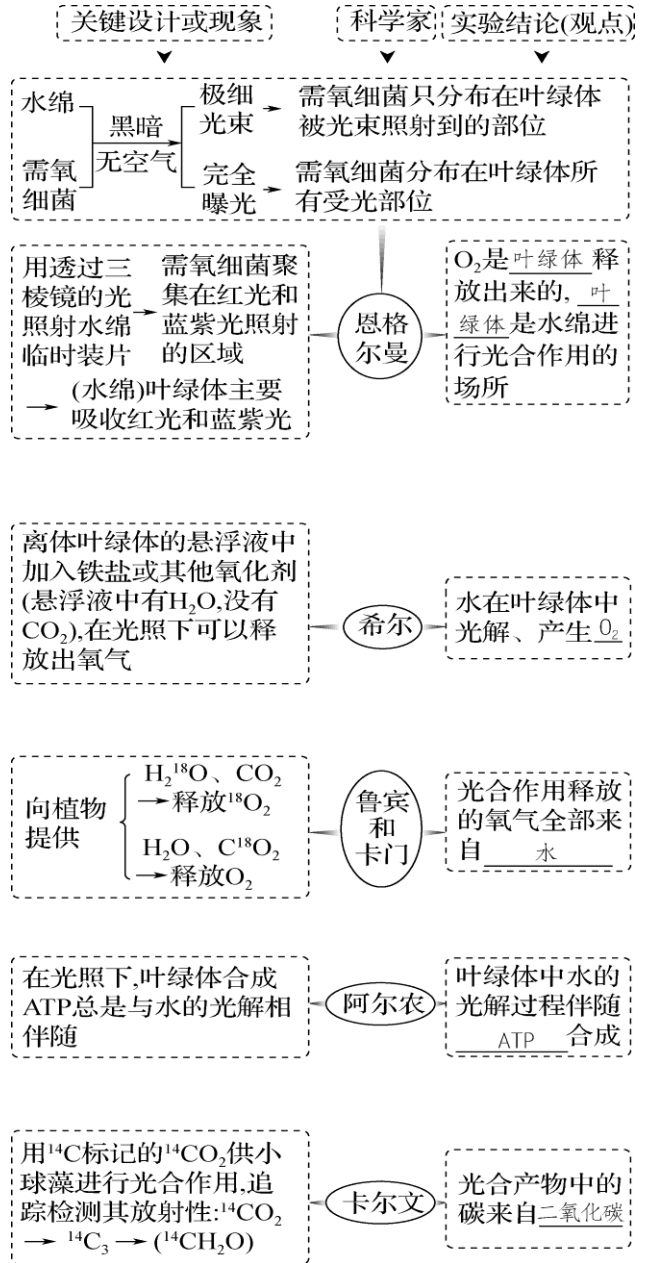 关键设计或现象 科学家 实验结论(观点)
水绵
需氧
细菌
黑暗
无空气
极细
光束
需氧细菌只分布在叶绿体
被光束照射到的部位
完全
曝光
需氧细菌分布在叶绿体所
有受光部位
用透过三
棱镜的光
照射水绵
临时装片
需氧细菌聚
集在红光和
蓝紫光照射
的区域
(水绵)叶绿体主要
吸收红光和蓝紫光
恩格
尔曼
O₂是叶绿体释
放出来的,叶
绿体是水绵进
行光合作用的
场所
离体叶绿体的悬浮液中
加入铁盐或其他氧化剂
(悬浮液中有H₂O,没有
CO₂),在光照下可以释
放出氧气
希尔
水在叶绿体中
光解、产生O₂
向植物
提供
H₂¹⁸O、CO₂
→释放¹⁸O₂
H₂O、C¹⁸O₂
→释放O₂
鲁宾
和
卡门
光合作用释放
的氧气全部来
自水
在光照下,叶绿体合成
ATP总是与水的光解相
伴随
阿尔农
叶绿体中水的
光解过程伴随
ATP合成
用¹⁴C标记的¹⁴CO₂供小
球藻进行光合作用,追
踪检测其放射性:¹⁴CO₂
→ ¹⁴C₃ → (¹⁴CH₂O)
卡尔文
光合产物中的
碳来自二氧化碳